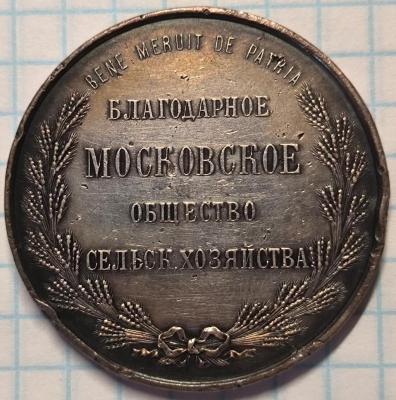 BENE MERUIT DE PATRIA
БЛАГОДАРНОЕ
МОСКОВСКОЕ
ОБЩЕСТВО
СЕЛЬСК. ХОЗЯЙСТВА